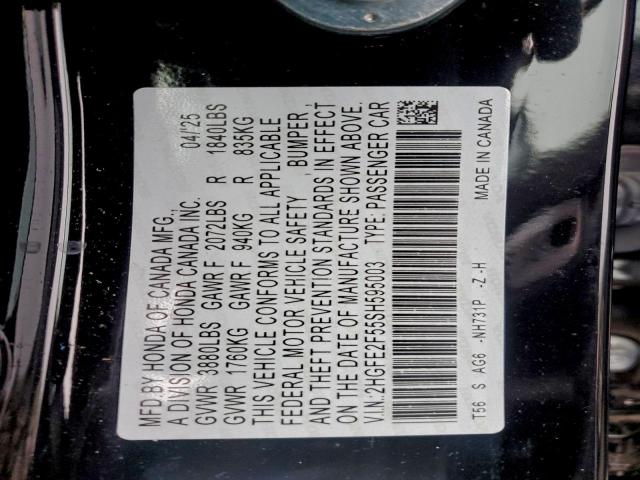 MFD.BY HONDA OF CANADA MFG.,
A DIVISION OF HONDA CANADA INC. 04/'25
GVWR 3880LBS GAWR F 2072LBS R 1840LBS
GVWR 1760KG GAWR F 940KG R 835KG
THIS VEHICLE CONFORMS TO ALL APPLICABLE
FEDERAL MOTOR VEHICLE SAFETY , BUMPER ,
AND THEFT PREVENTION STANDARDS IN EFFECT
ON THE DATE OF MANUFACTURE SHOWN ABOVE.
V.I.N.:2HGFE2F55SH595003 TYPE: PASSENGER CAR
T56 S AG6 -NH731P -Z -H MADE IN CANADA